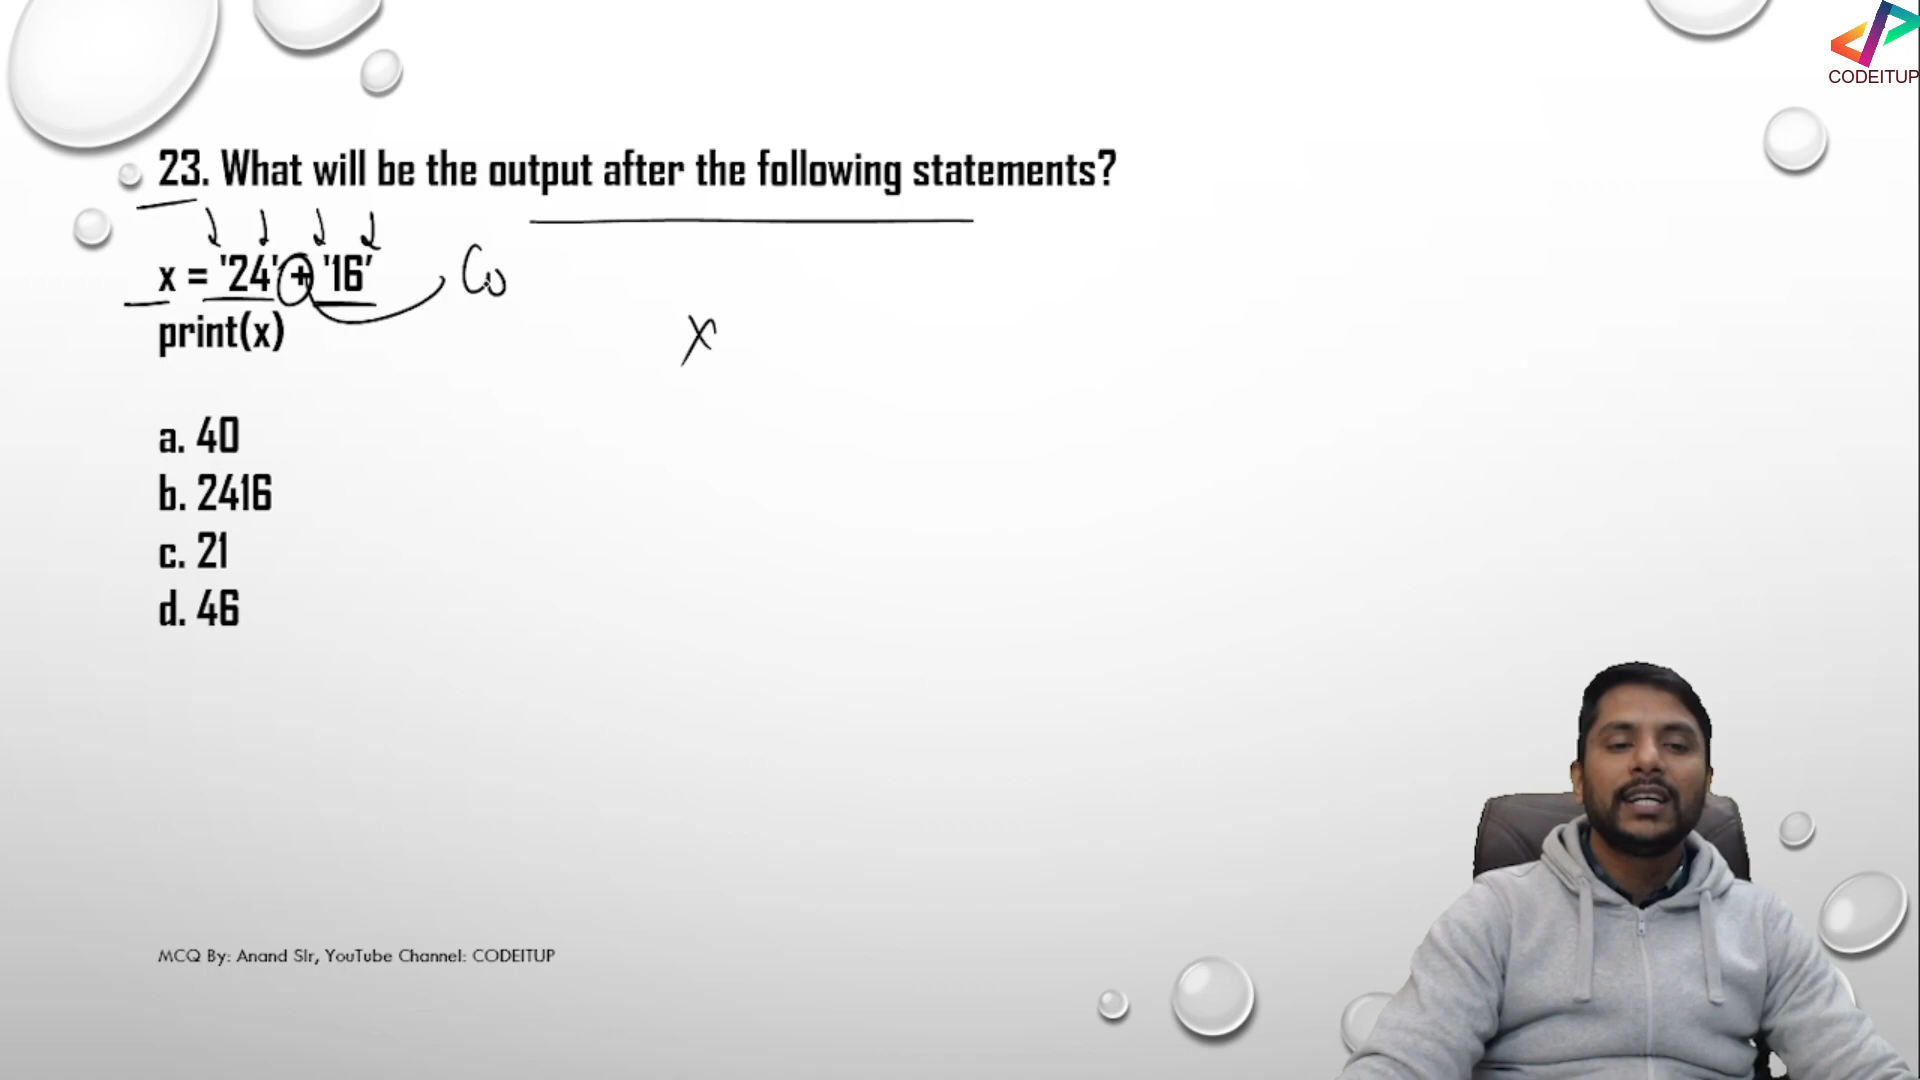 CODEITUP
23. What will be the output after the following statements?
x = '24' + '16’
Co
print(x)
x
a. 40
b. 2416
c. 21
d. 46
MCQ By: Anand SIr, YouTube Channel: CODEITUP